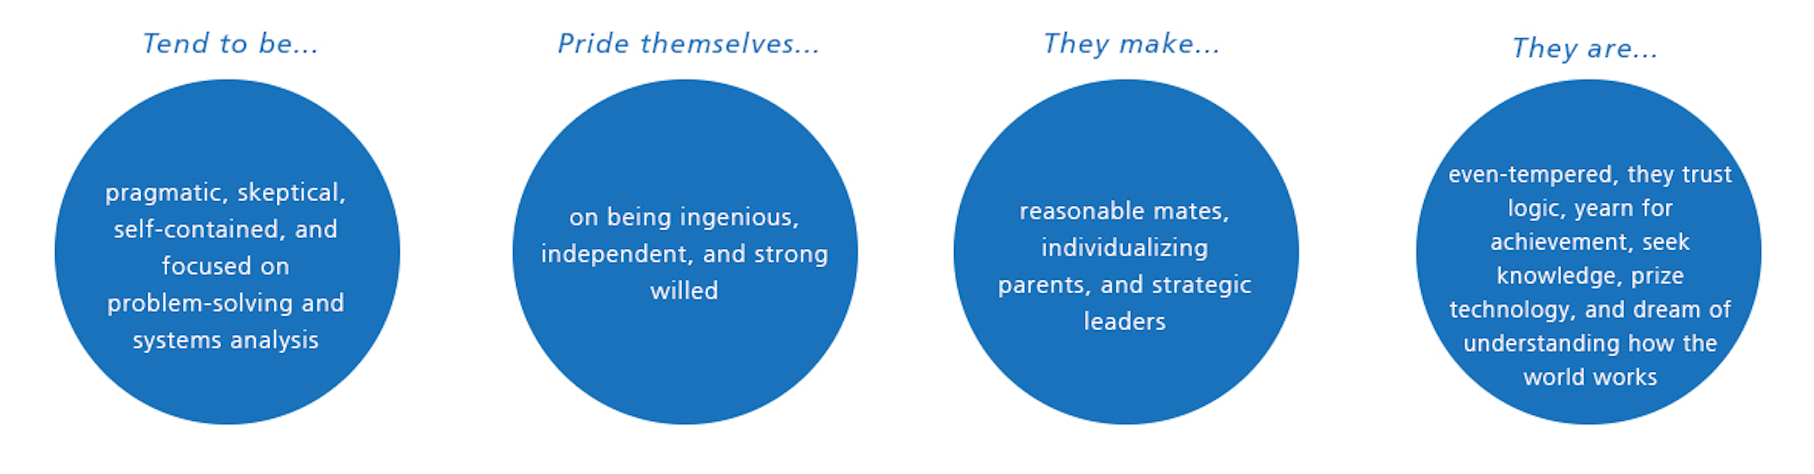 Tend to be...
pragmatic, skeptical,
self-contained, and
focused on
problem-solving and
systems analysis
Pride themselves...
on being ingenious,
independent, and strong
willed
They make...
reasonable mates,
individualizing
parents, and strategic
leaders
They are...
even-tempered, they trust
logic, yearn for
achievement, seek
knowledge, prize
technology, and dream of
understanding how the
world works